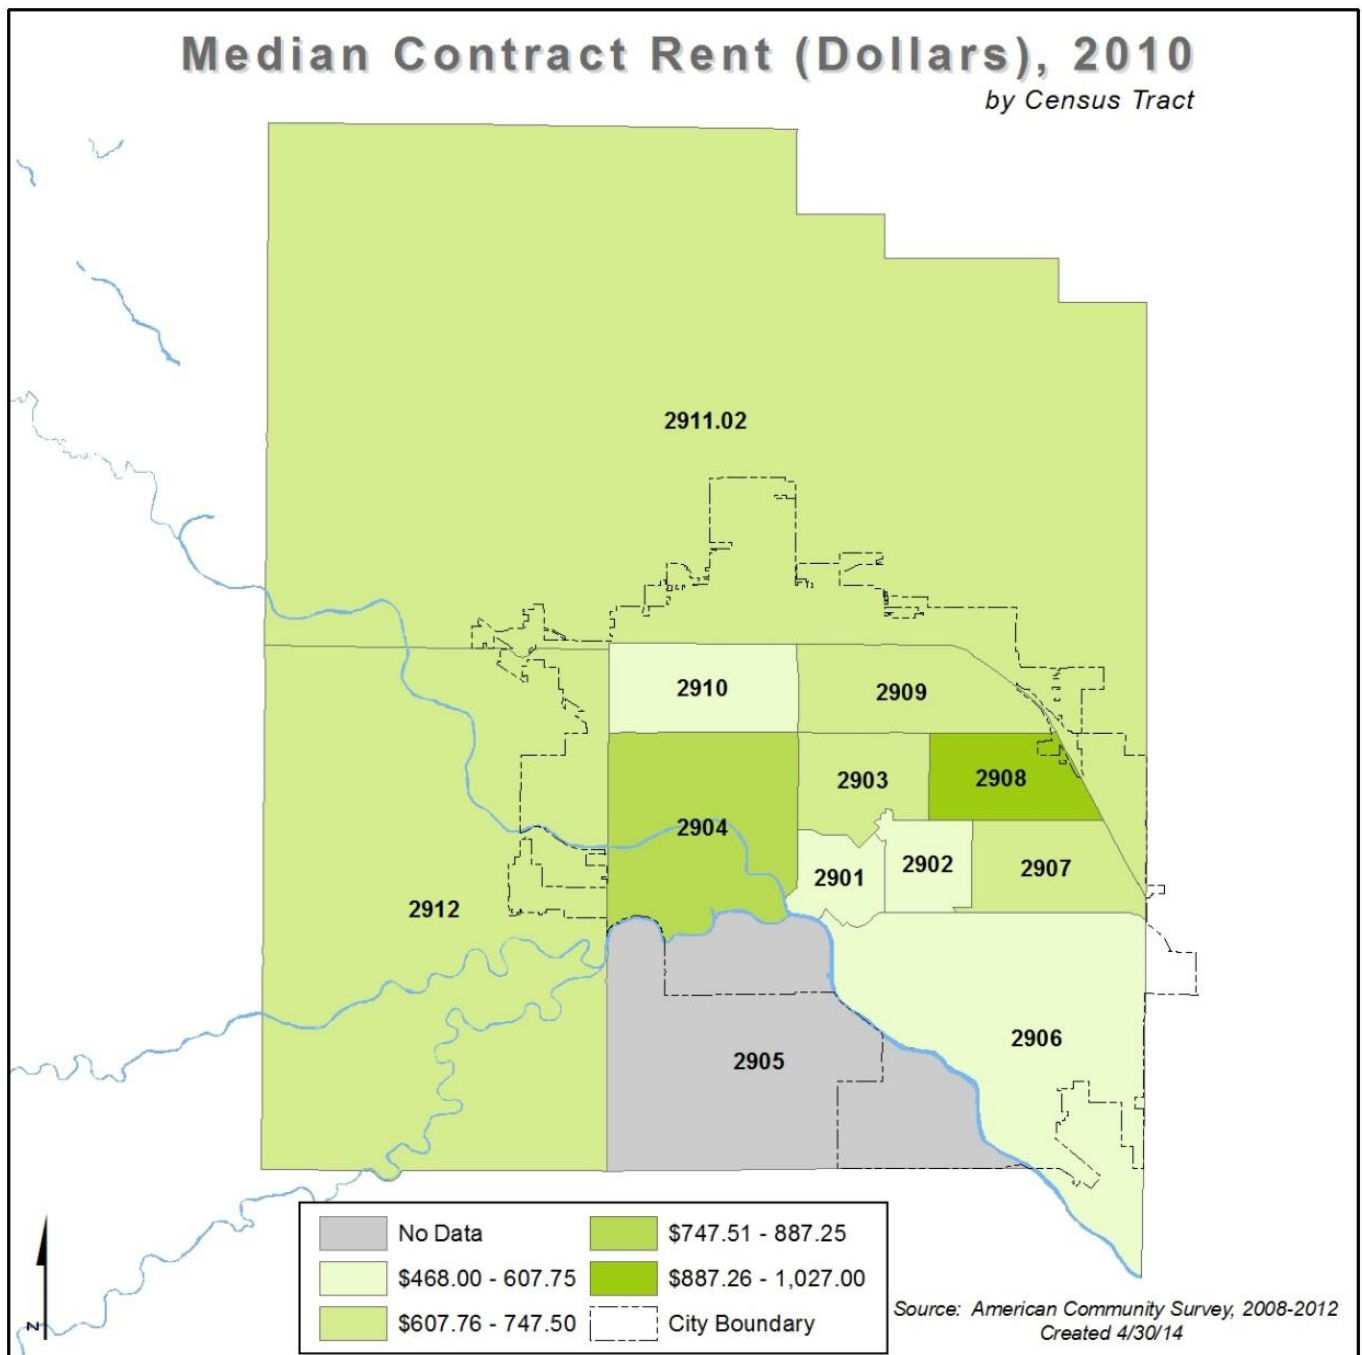 Median Contract Rent (Dollars), 2010
by Census Tract
2911.02
2910
2909
2903
2908
2904
2901
2902
2907
2912
2906
2905
No Data
$468.00 - 607.75
$607.76 - 747.50
$747.51 - 887.25
$887.26 - 1,027.00
City Boundary
N
Source: American Community Survey, 2008-2012
Created 4/30/14